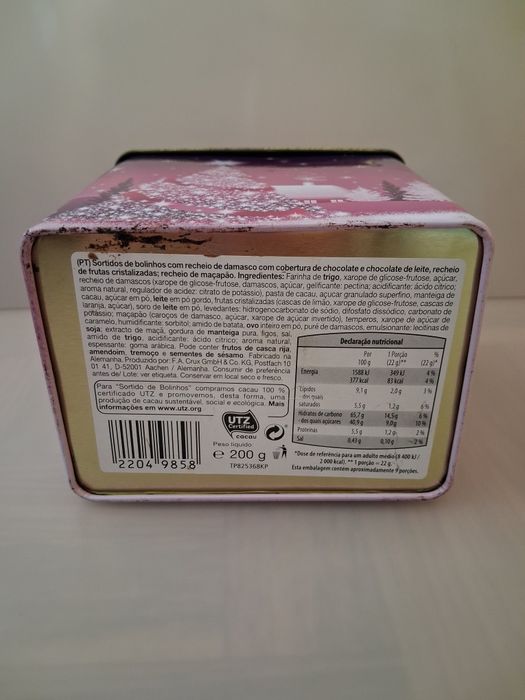 (PT) Sortidos de bolinhos com recheio de damasco com cobertura de chocolate e chocolate de leite, recheio
de frutas cristalizadas; recheio de maçapão. Ingredientes: Farinha de trigo, xarope de glicose-frutose, açúcar,
recheio de damascos (xarope de glicose-frutose, damascos, açúcar, gelificante: pectina; acidificante: ácido cítrico;
aroma natural, regulador de acidez: citrato de potássio), pasta de cacau, açúcar granulado superfino, manteiga de
cacau, açúcar em pó, leite em pó gordo, frutas cristalizadas (cascas de limão, xarope de glicose-frutose, cascas de
laranja, açúcar), soro de leite em pó, levedantes: hidrogenocarbonato de sódio, difosfato dissódico, carbonato de
potássio; maçapão (caroços de damasco, açúcar, xarope de açúcar invertido), temperos, xarope de açúcar de
caramelo, humidificante: sorbitol; amido de batata, ovo inteiro em pó, puré de damascos, emulsionante: lecitinas de
soja; extracto de maçã, gordura de manteiga pura, figos, sal,
amido de trigo, acidificante: ácido cítrico; aroma natural,
espessante: goma arábica. Pode conter frutos de casca rija,
amendoim, tremoço e sementes de sésamo. Fabricado na
Alemanha. Produzido por: F.A. Crux GmbH & Co. KG, Postfach 10
01 41, D-52001 Aachen / Alemanha. Consumir de preferência
antes de/ Lote: ver etiqueta. Conservar em local seco e fresco.
Para "Sortido de Bolinhos" compramos cacau 100 %
certificado UTZ e promovemos, desta forma, uma
produção de cacau sustentável, social e ecológica. Mais
informações em www.utz.org
UTZ
Certified
cacau
Peso líquido
e 200 g
TP825368KP
2204 9858
Declaração nutricional
Por 100 g 1 Porção (22 g)** % (22 g)*
Energia 1588 kJ 349 kJ 4 %
377 kcal 83 kcal 4 %
Lípidos 9,1 g 2,0 g 3 %
dos quais
saturados 5,5 g 1,2 g 6 %
Hidratos de carbono 65,7 g 14,5 g 6 %
dos quais açúcares 40,9 g 9,0 g 10 %
Proteínas 5,5 g 1,2 g 2 %
Sal 0,43 g 0,10 g 2 %
*Dose de referência para um adulto médio (8 400 kJ /
2 000 kcal). ** 1 porção = 22 g.
Esta embalagem contem aproximadamente 9 porções.